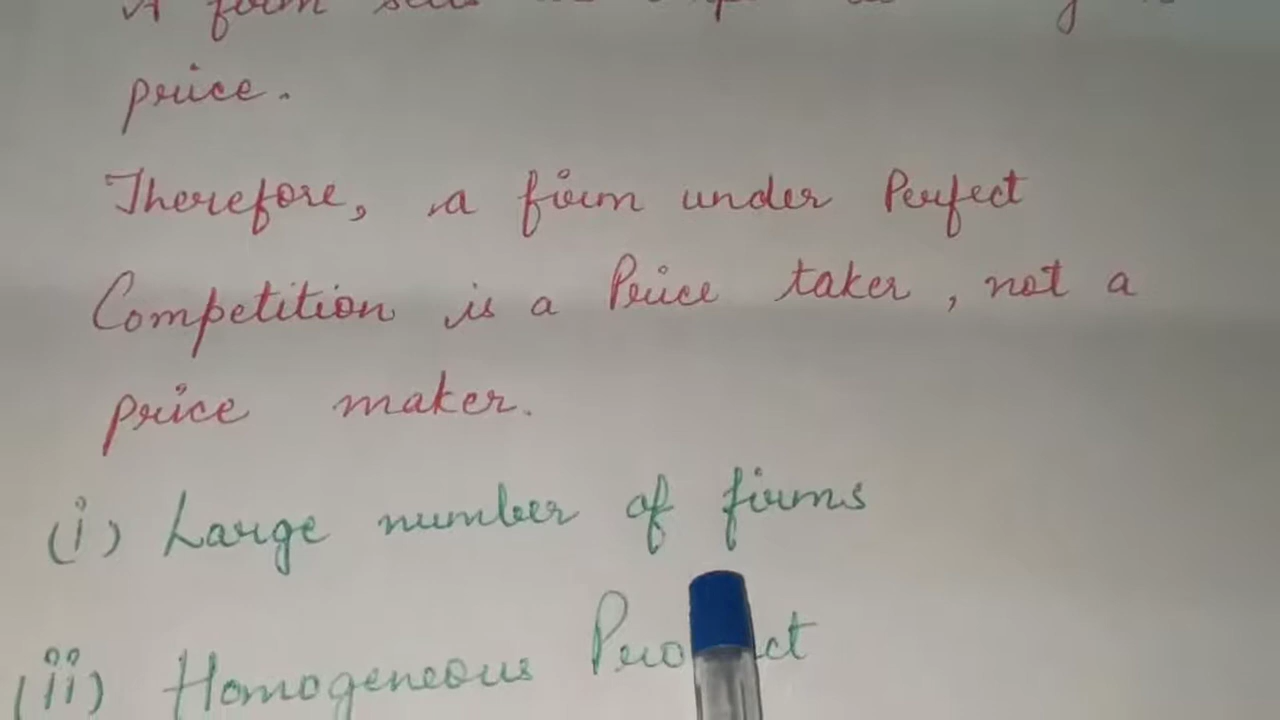 price.
Therefore, a firm under Perfect
Competition is a Price taker, not a
price maker.
(i) Large number of firms
(ii) Homogeneous